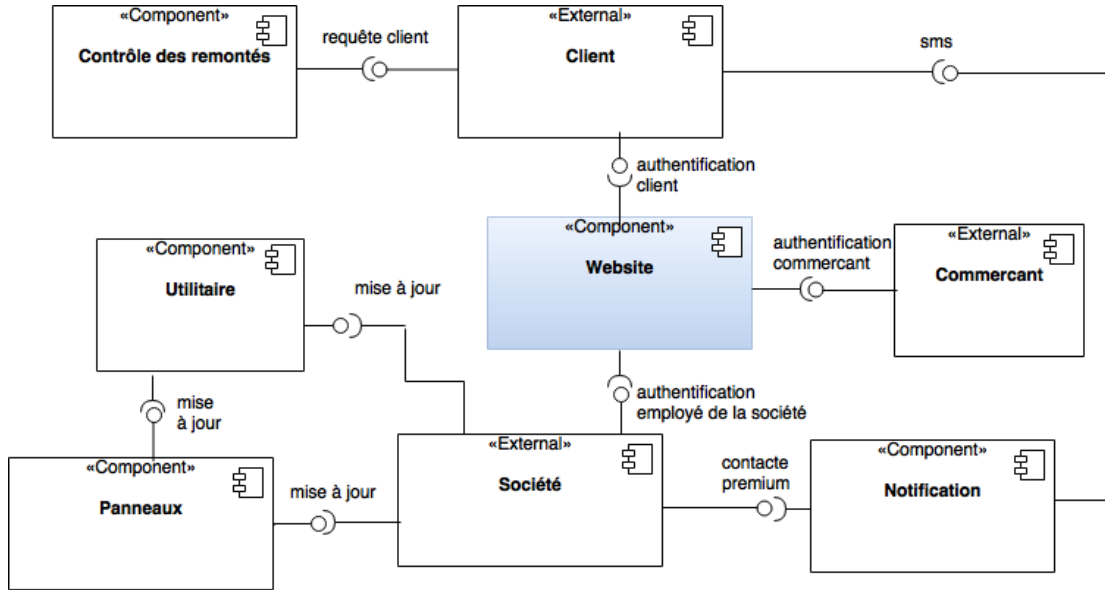 «Component»
Contrôle des remontés
requête client
«External»
Client
sms
authentification
client
«Component»
Website
authentification
commercant
«External»
Commercant
«Component»
Utilitaire
mise à jour
authentification
employé de la société
mise
à jour
«Component»
Panneaux
mise à jour
«External»
Société
contacte
premium
«Component»
Notification